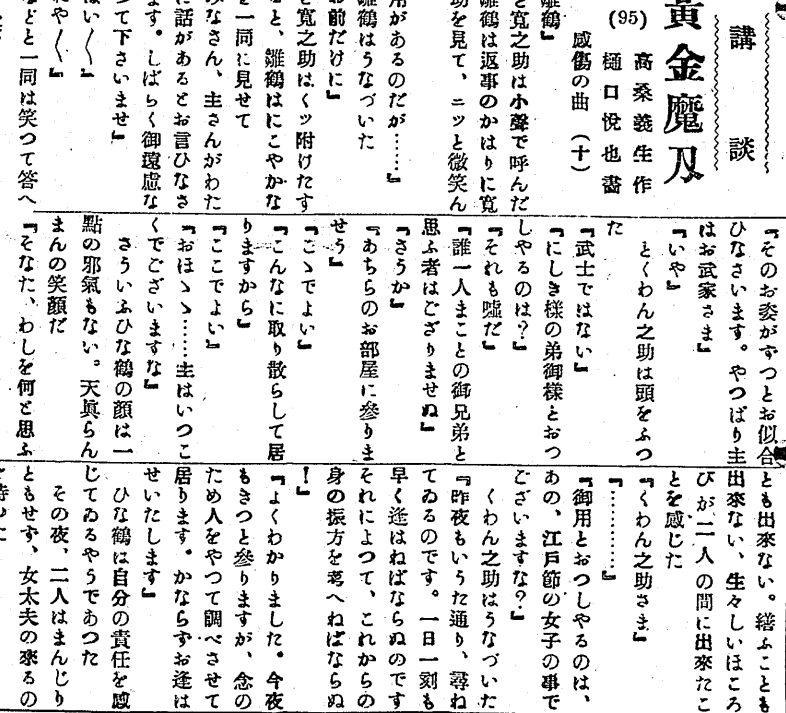 講談
黃金魔刄
(95)
高桑義生作
樋口悅也畵
感傷の曲(十)
雛鶴』
と寛之助は小聲で呼んだ
雛鶴は返事のかはりに寛
助を見て、ニッと微笑ん
用があるのだが……』
雛鶴はうなづいた
お前だけに』
と寛之助はくッ附けたす
と、雛鶴はにこやかな
を一同に見せて
みなさん、主さんがわた
に話があるとお言ひなさ
ます。しばらく御遠慮な
つて下さいませ』
はい〱』
にや〱』
などと一同は笑つて答へ
『そのお姿がずつとお似合
ひなさいます。やつぱり主
はお武家さま』
『いや』
とくわん之助は頭をふつ
た
『武士ではない』
『にしき様の弟御様とおつ
しやるのは?』
『それも嘘だ』
『誰一人まことの御兄弟と
思ふ者はござりませぬ』
『さうか』
『あちらのお部屋に參りま
せう』
『こゝでよい』
『こんなに取り散らして居
りますから』
『ここでよい』
『おほゝゝ……主はいつこ
くでございますな』
さういふひな鶴の顔は一
點の邪氣もない。天眞らん
まんの笑顔だ
『そなた、わしを何と思ふ
とも出來ない。繕ふことも
出來ない、生々しいほころ
びが二人の間に出來たこ
とを感じた
『くわん之助さま』
『…………』
『御用とおつしやるのは、
あの、江戸節の女子の事で
ございますな?』
くわん之助はうなづいた
『昨夜もいうた通り、尋ね
てゐるのです。一日一刻も
早く逢はねばならぬのです
それによつて、これからの
身の振方を考へねばならぬ
!』
『よくわかりました。今夜
もきつと參りますが、念の
ため人をやつて調べさせて
居ります。かならずお逢は
せいたします』
ひな鶴は自分の責任を感
じてゐるやうであつた
その夜、二人はまんじり
ともせず、女太夫の來るの